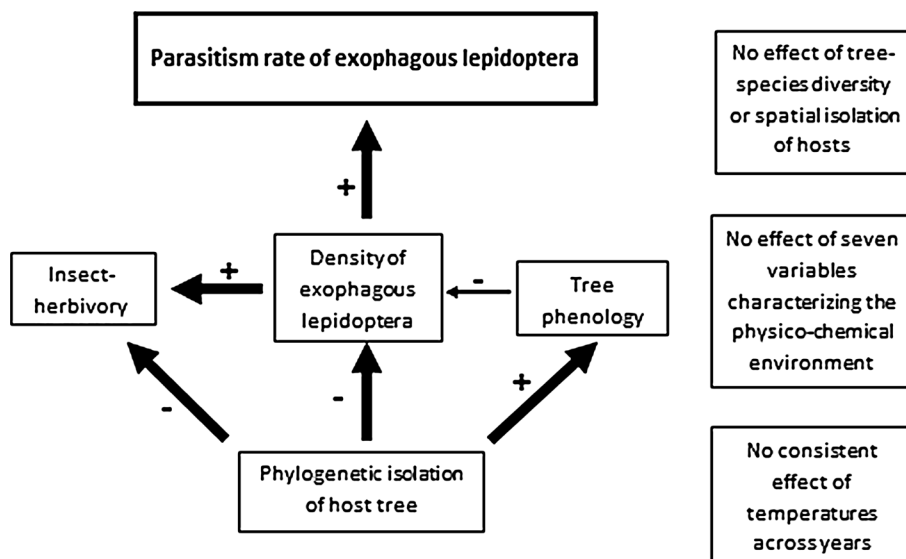 Parasitism rate of exophagous lepidoptera
No effect of tree-
species diversity
or spatial isolation
of hosts
+
Insect-
herbivory
+
Density of
exophagous
lepidoptera
-
Tree
phenology
No effect of seven
variables
characterizing the
physico-chemical
environment
-
-
+
Phylogenetic isolation
of host tree
No consistent
effect of
temperatures
across years